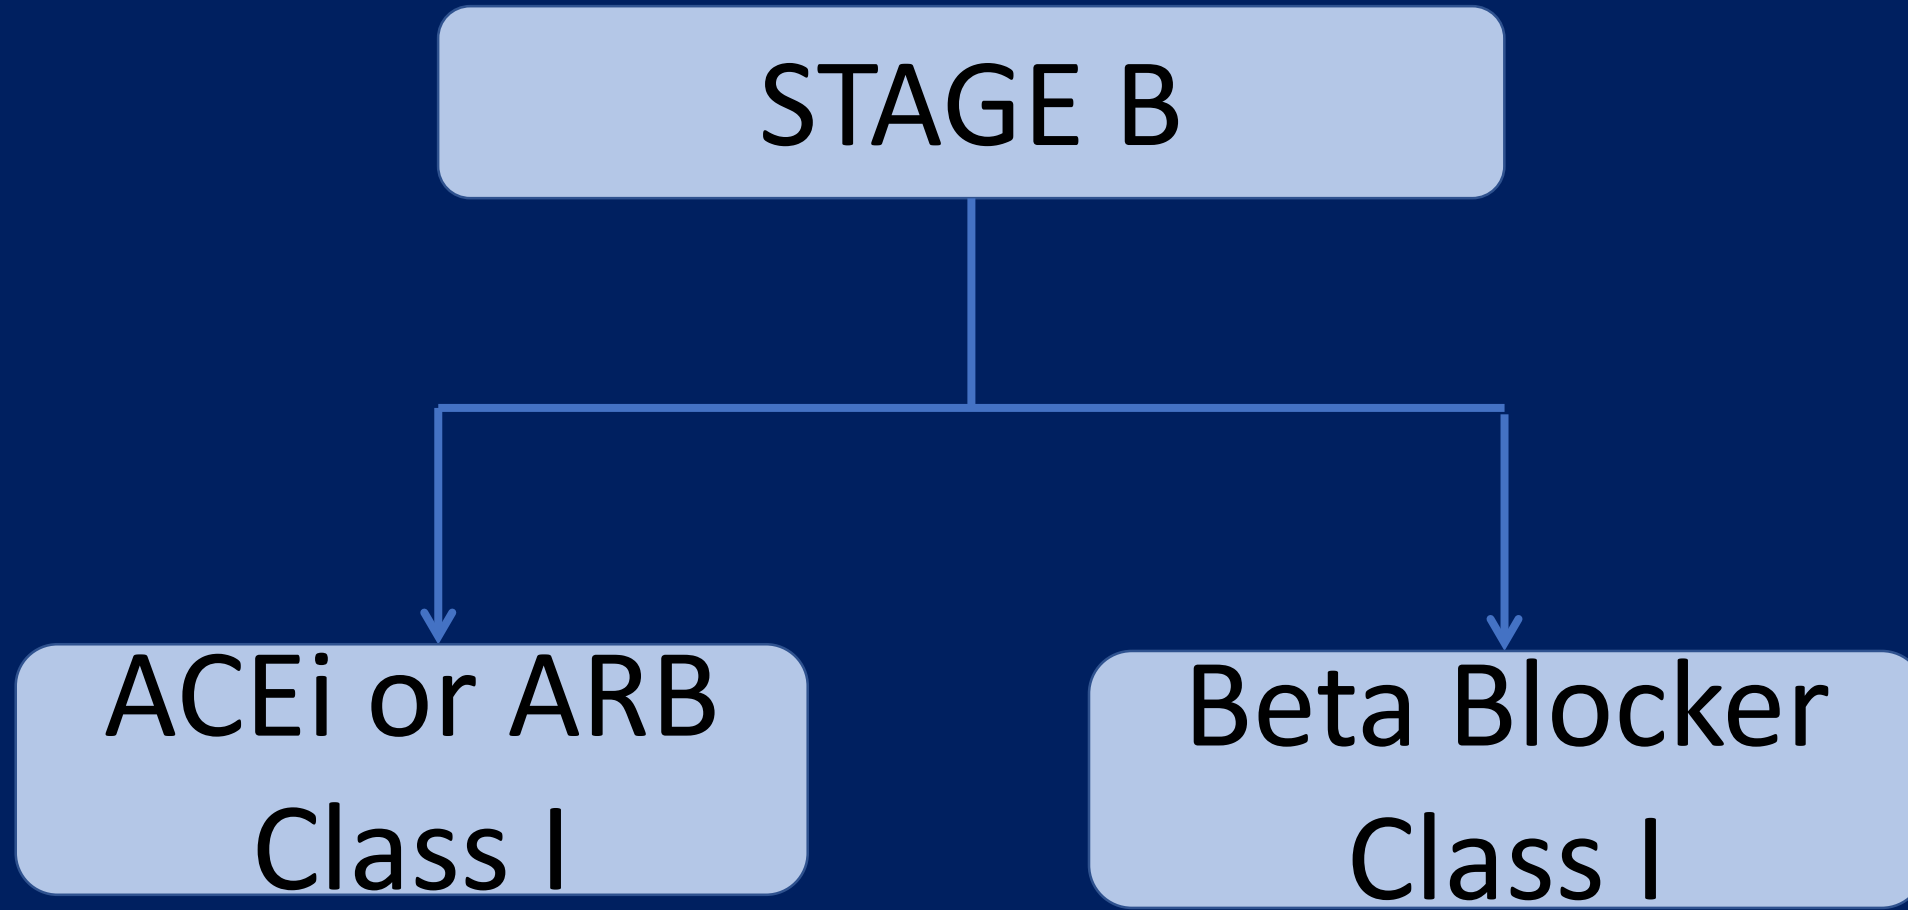 STAGE B
ACEi or ARB
Class I
Beta Blocker
Class I